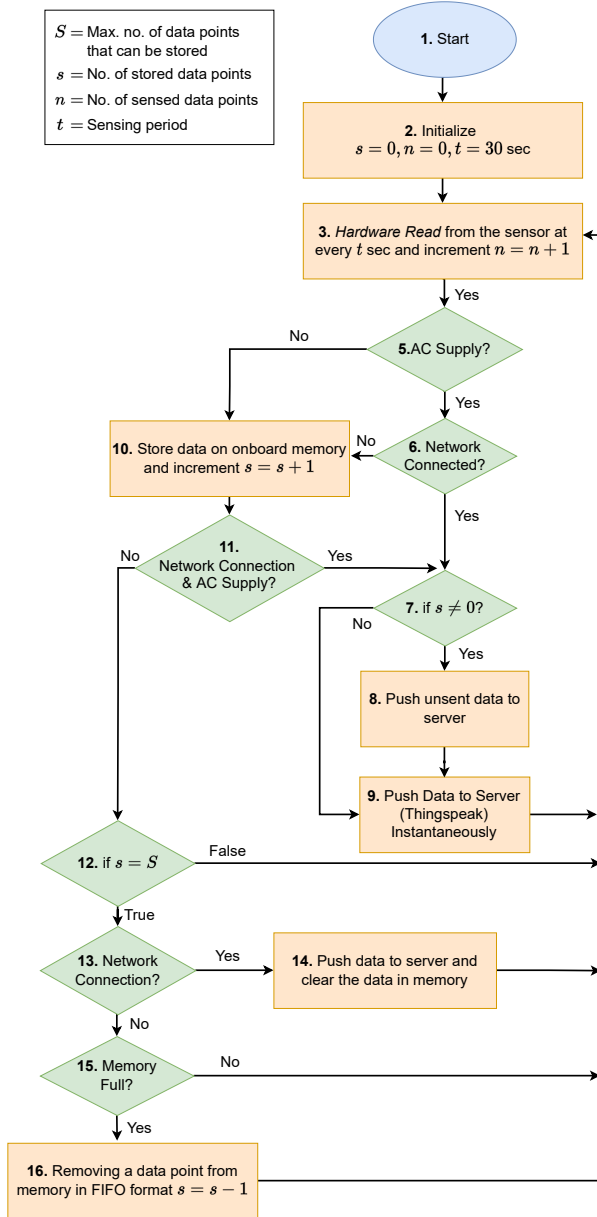 S = Max. no. of data points
that can be stored
s = No. of stored data points
n = No. of sensed data points
t = Sensing period
1. Start
2. Initialize
s = 0, n = 0, t = 30 sec
3. Hardware Read from the sensor at
every t sec and increment n = n + 1
Yes
5.AC Supply?
No
Yes
10. Store data on onboard memory
and increment s = s + 1
No
6. Network
Connected?
Yes
11.
Network Connection
& AC Supply?
No
Yes
7. if s ≠ 0?
No
Yes
8. Push unsent data to
server
9. Push Data to Server
(Thingspeak)
Instantaneously
12. if s = S
False
True
13. Network
Connection?
Yes
14. Push data to server and
clear the data in memory
No
15. Memory
Full?
No
Yes
16. Removing a data point from
memory in FIFO format s = s − 1